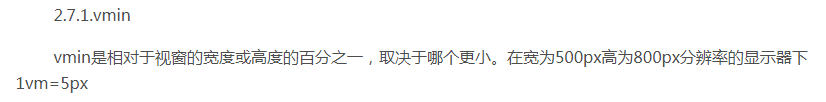 2.7.1.vmin
vmin是相对于视窗的宽度或高度的百分之一，取决于哪个更小。在宽为500px高为800px分辨率的显示器下
1vm=5px